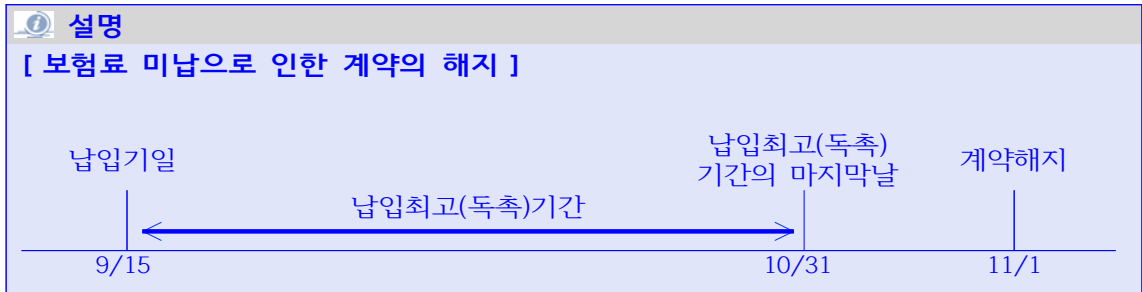 설명
[ 보험료 미납으로 인한 계약의 해지 ]
납입기일
납입최고(독촉)
기간의 마지막날
계약해지
납입최고(독촉)기간
9/15
10/31
11/1